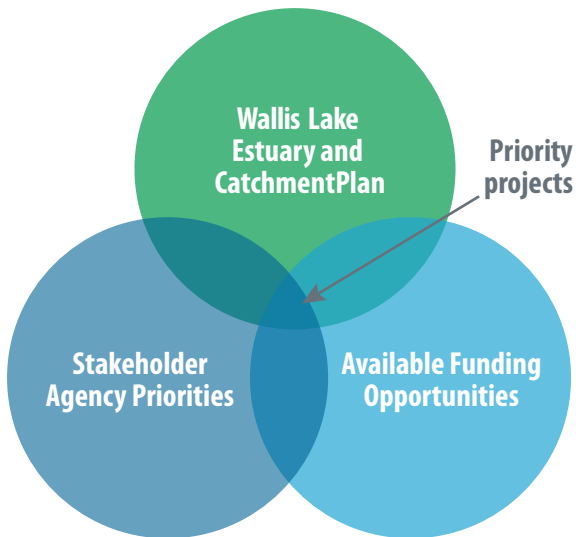 Wallis Lake
Estuary and
CatchmentPlan
Priority
projects
Stakeholder
Agency Priorities
Available Funding
Opportunities